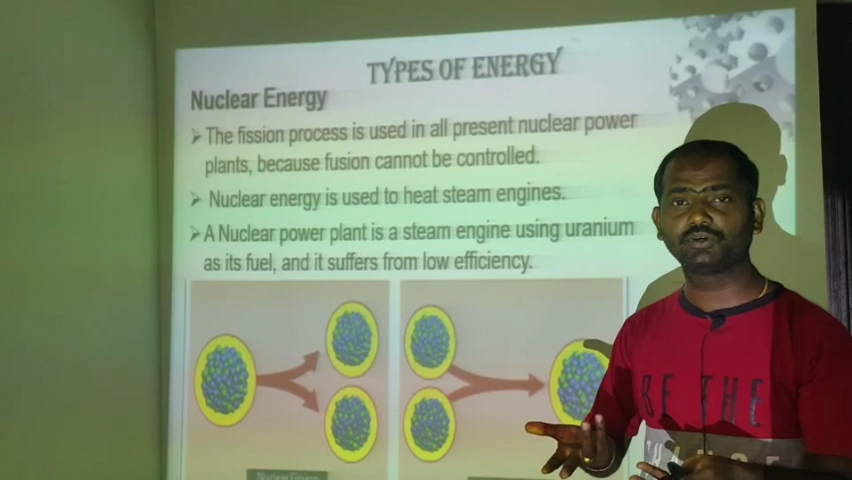 TYPES OF ENERGY
Nuclear Energy
➢ The fission process is used in all present nuclear power
plants, because fusion cannot be controlled.
➢ Nuclear energy is used to heat steam engines.
➢ A Nuclear power plant is a steam engine using uranium
as its fuel, and it suffers from low efficiency.
BE THE
Nuclear Fission